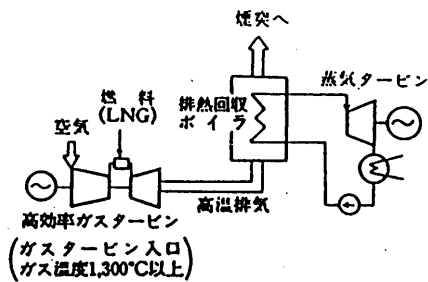 煙突へ
蒸気タービン
燃料
(LNG)
排熱回収
ボイラ
空気
高温排気
高効率ガスタービン
(ガスタービン入口
ガス温度1,300℃以上)